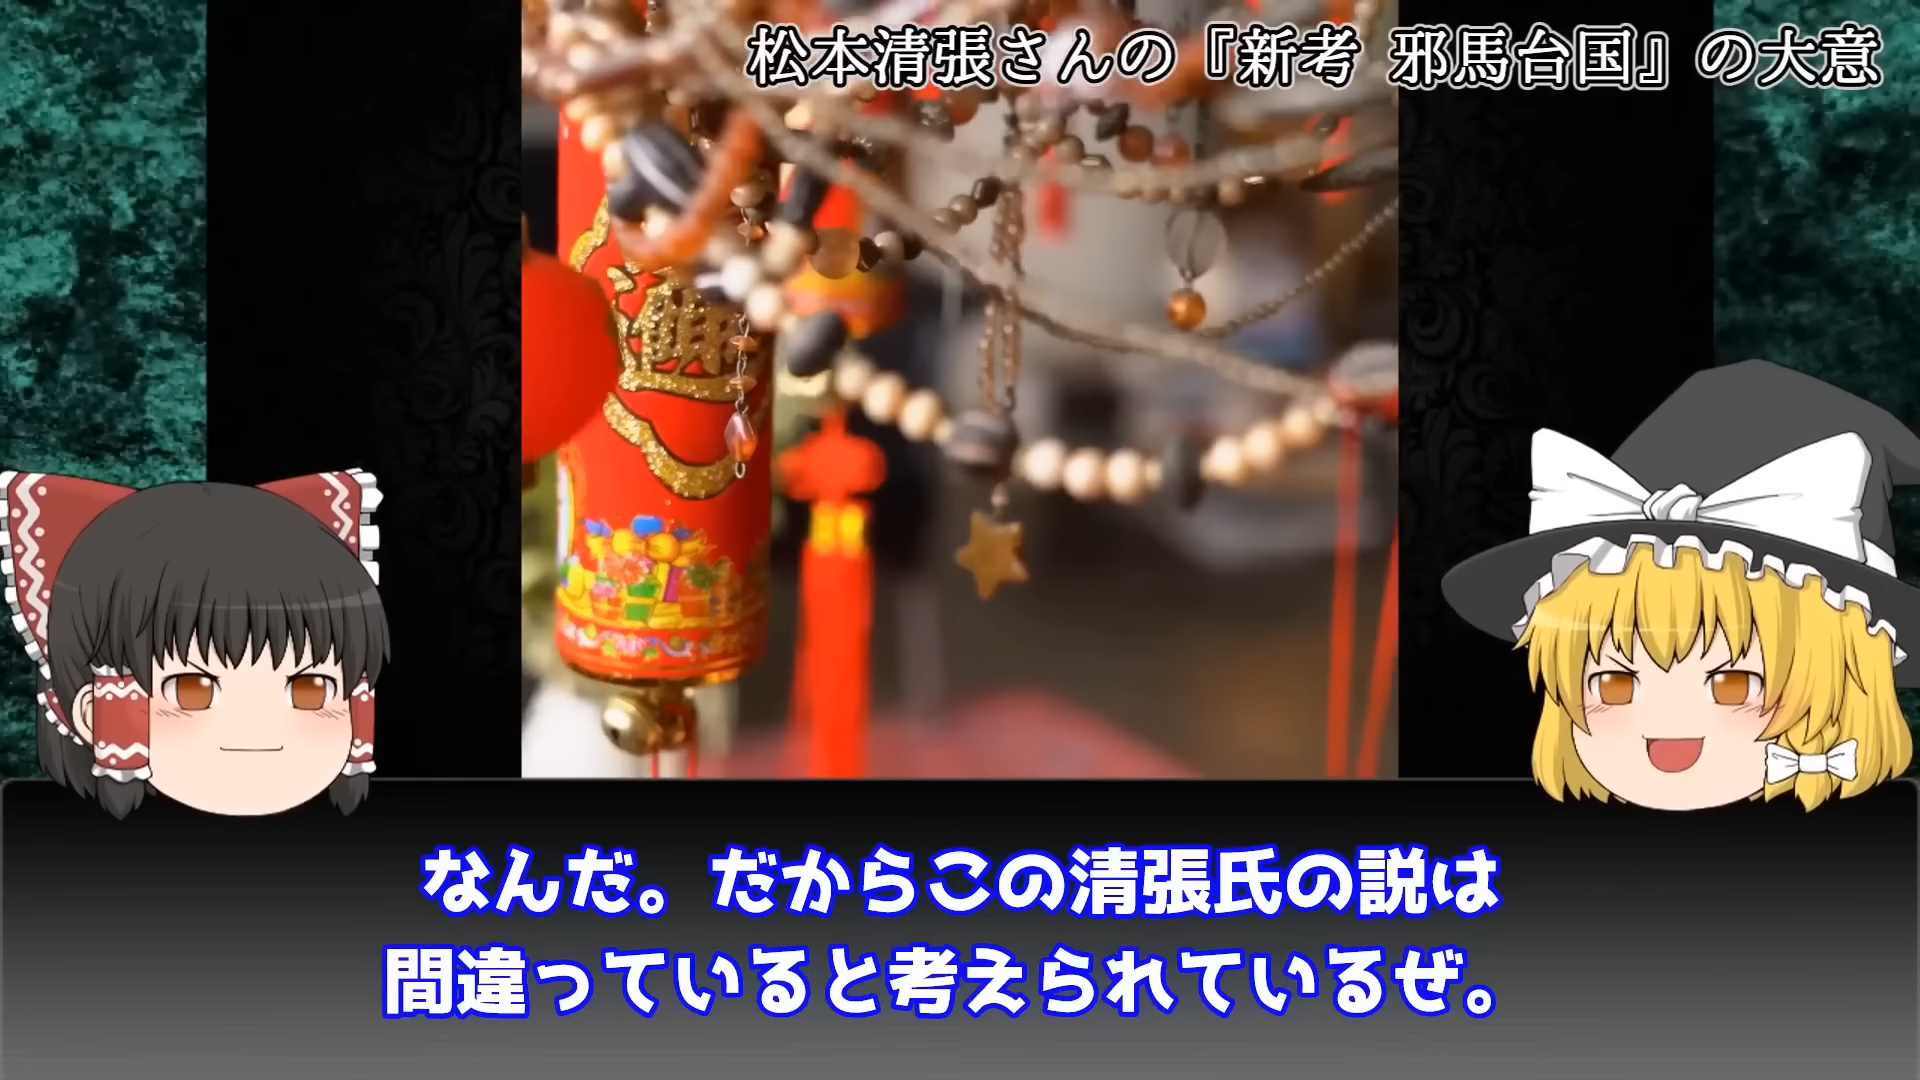 松本清張さんの『新考 邪馬台国』の大意
なんだ。だからこの清張氏の説は
間違っていると考えられているぜ。